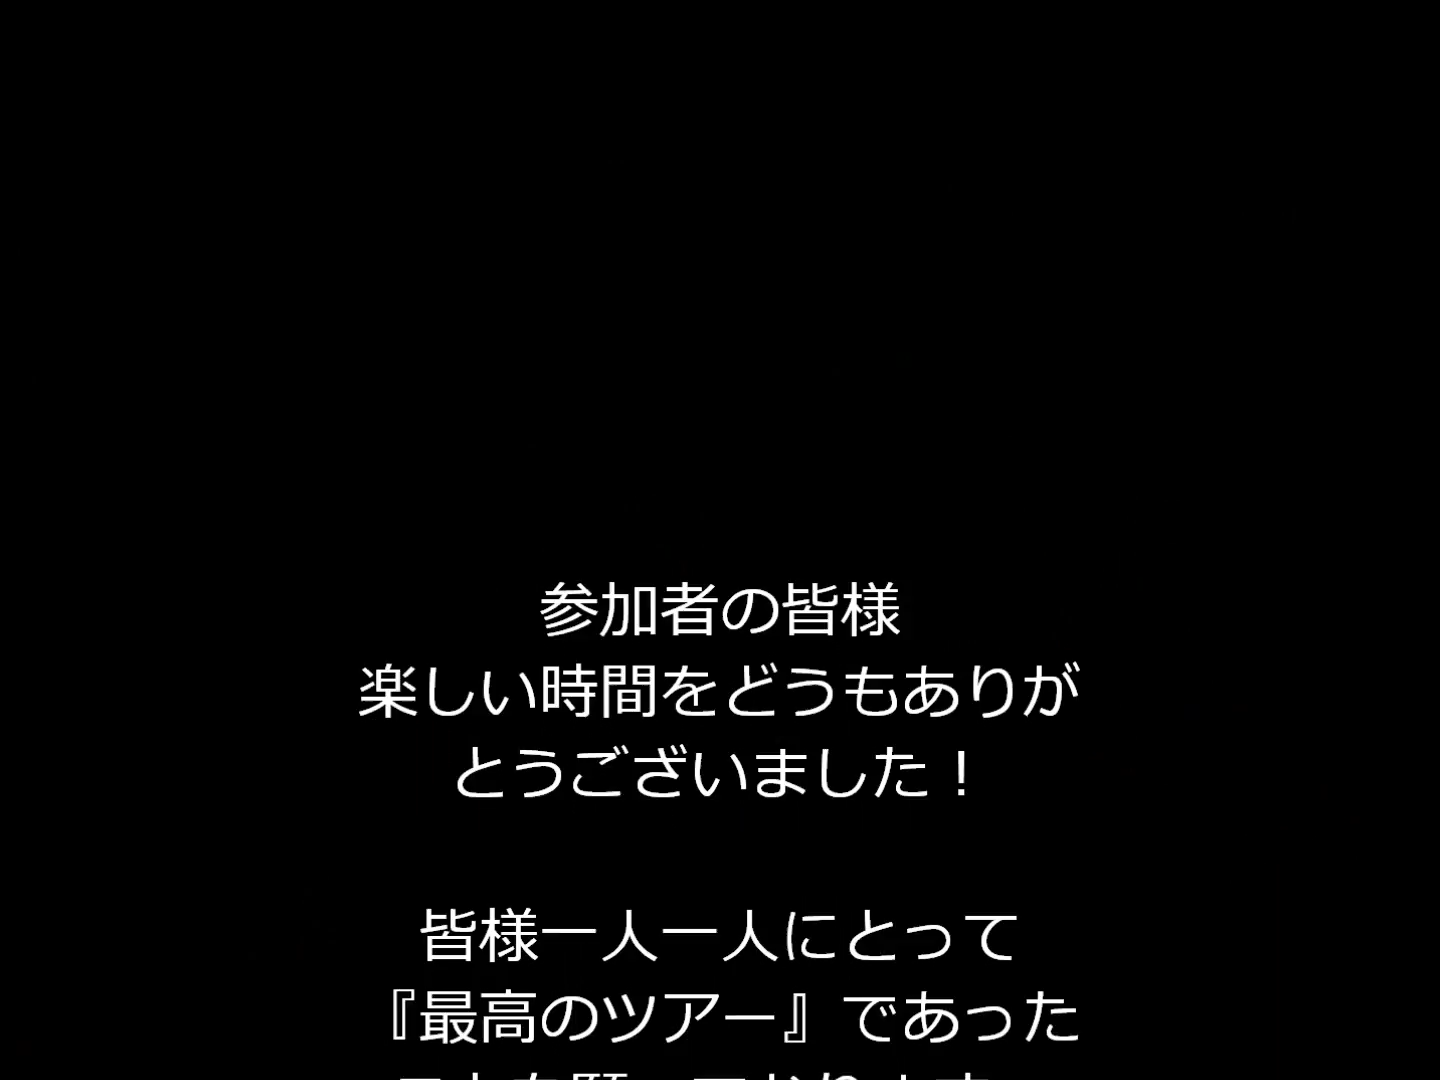 参加者の皆様
楽しい時間をどうもありが
とうございました！
皆様一人一人にとって
『最高のツアー』であった